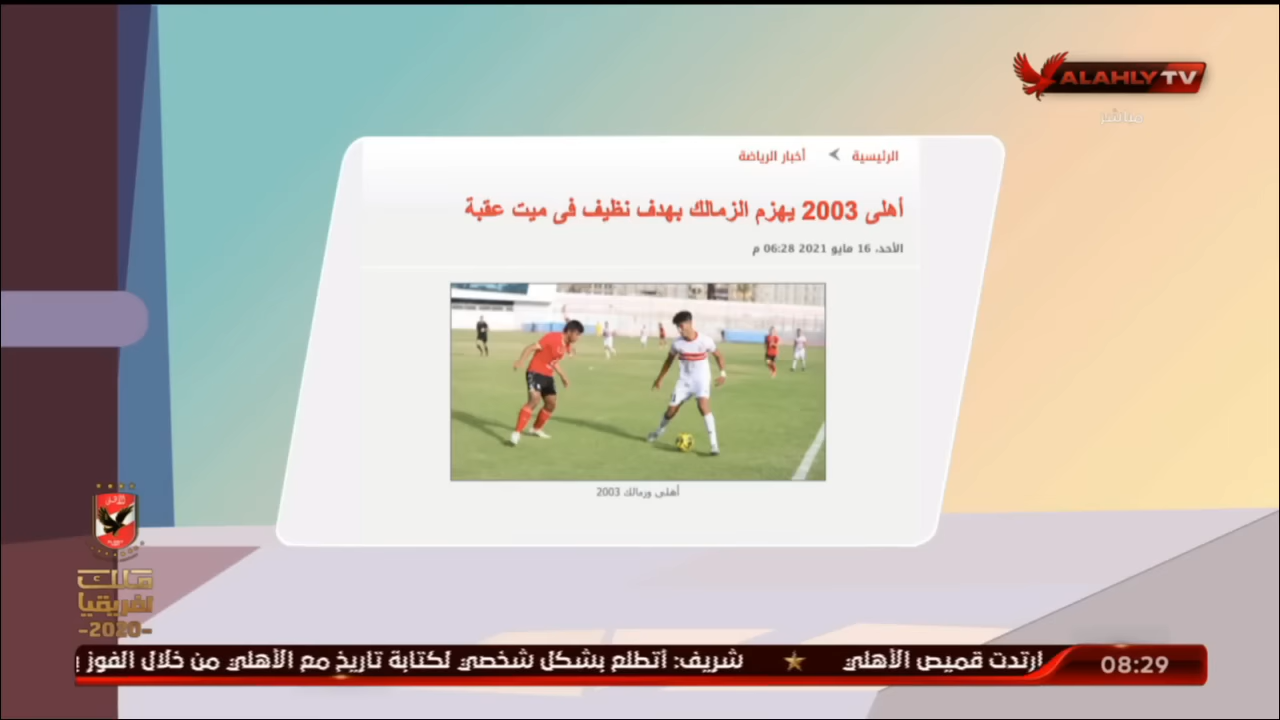 ALAHLY TV
مباشر
الرئيسية
أخبار الرياضة
أهلى 2003 يهزم الزمالك بهدف نظيف فى ميت عقبة
الأحد، 16 مايو 2021 06:28 م
أهلى وزمالك 2003
ملك
افريقيا
-2020-
ارتدت قميص الأهلي ★ شريف: أتطلع بشكل شخصي لكتابة تاريخ مع الأهلي من خلال الفوز
08:29